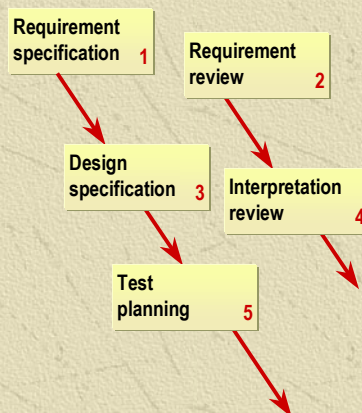 Requirement
specification 1
Requirement
review 2
Design
specification 3
Interpretation
review 4
Test
planning 5